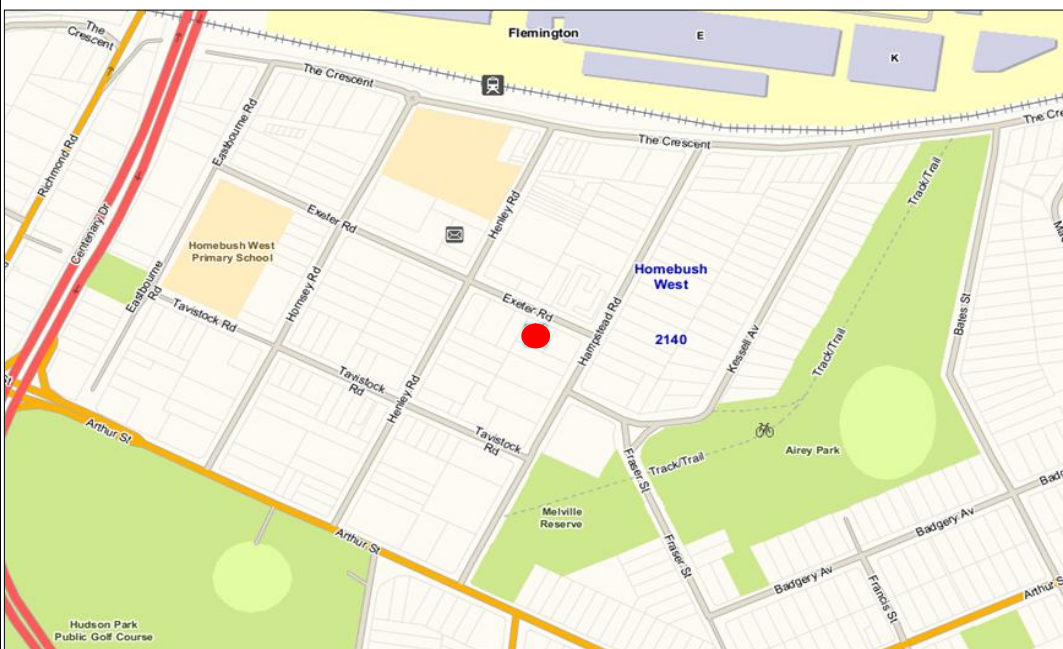 The
Crescent
Flemington
E
K
The Crescent
The Crescent
The Cre
Richmond Rd
Eastbourne Rd
Centenary Dr
Exeter Rd
Henley Rd
Track/Trail
Homebush West
Primary School
Hornsey Rd
Homebush
West
Eastbourne
Rd
Tavistock Rd
Exeter Rd
Hampstead Rd
2140
Kessell Av
Track/Trail
Bates St
Ma
St
Tavistock
Rd
Henley Rd
Arthur St
Tavistock
Rd
Fraser St
Track/Trail
Airey Park
Melville
Reserve
Badg
Badgery Av
Arthur St
Fraser St
Badgery Av
Francis St
Arthur S
Hudson Park
Public Golf Course